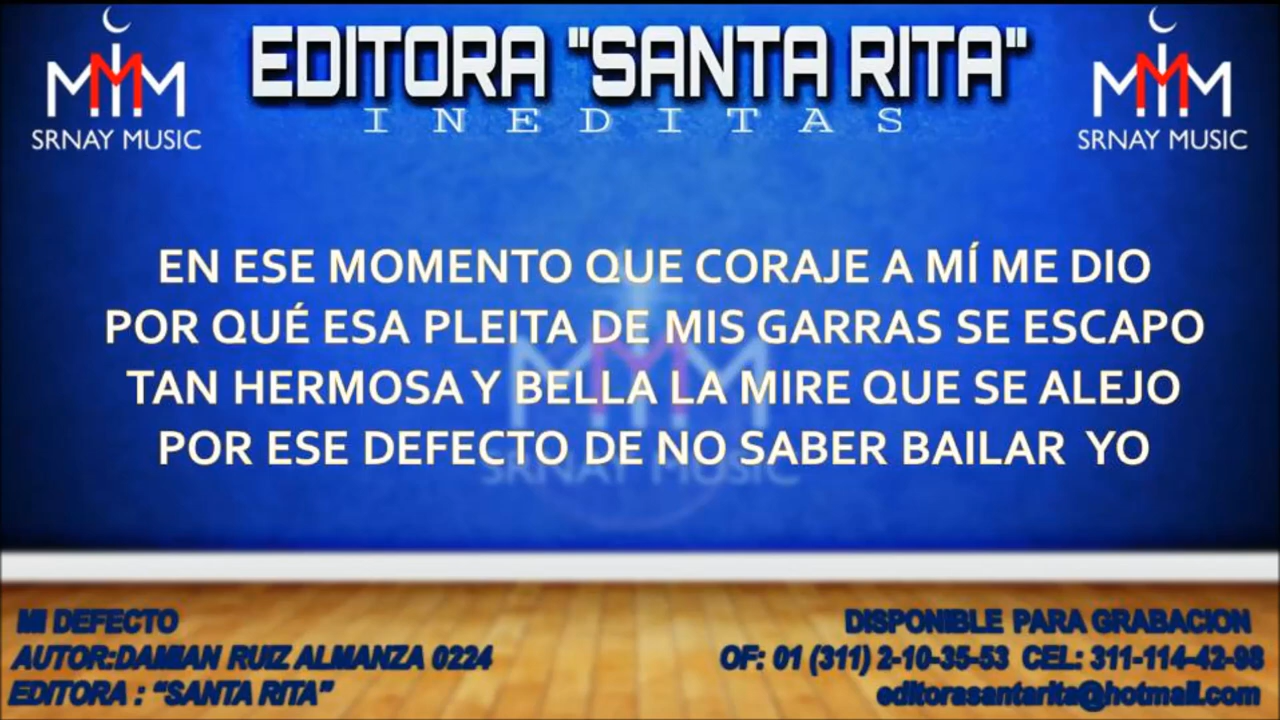 SRNAY MUSIC
EDITORA "SANTA RITA"
INEDITAS
SRNAY MUSIC
EN ESE MOMENTO QUE CORAJE A MÍ ME DIO
POR QUÉ ESA PLEITA DE MIS GARRAS SE ESCAPO
TAN HERMOSA Y BELLA LA MIRE QUE SE ALEJO
POR ESE DEFECTO DE NO SABER BAILAR YO
SRNAY MUSIC
MI DEFECTO
AUTOR:DAMIAN RUIZ ALMANZA 0224
EDITORA : "SANTA RITA"
DISPONIBLE PARA GRABACION
OF: 01 (311) 2-10-35-53 CEL: 311-114-42-98
editorasantarita@hotmail.com